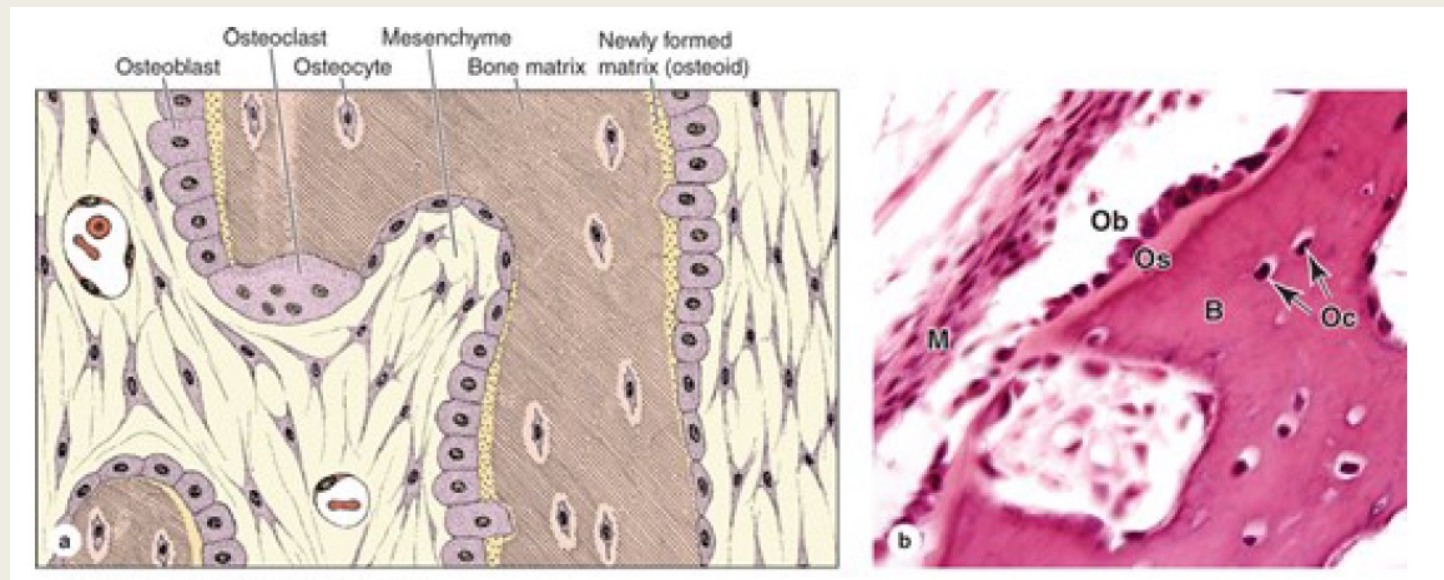 Osteoclast Mesenchyme Newly formed
Osteoblast Osteocyte Bone matrix matrix (osteoid)
a
Ob
Os
B
Oc
M
b